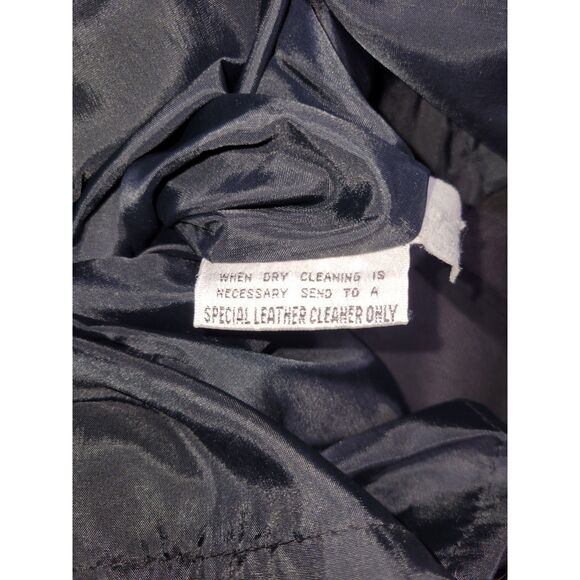 WHEN DRY CLEANING IS
NECESSARY SEND TO A
SPECIAL LEATHER CLEANER ONLY